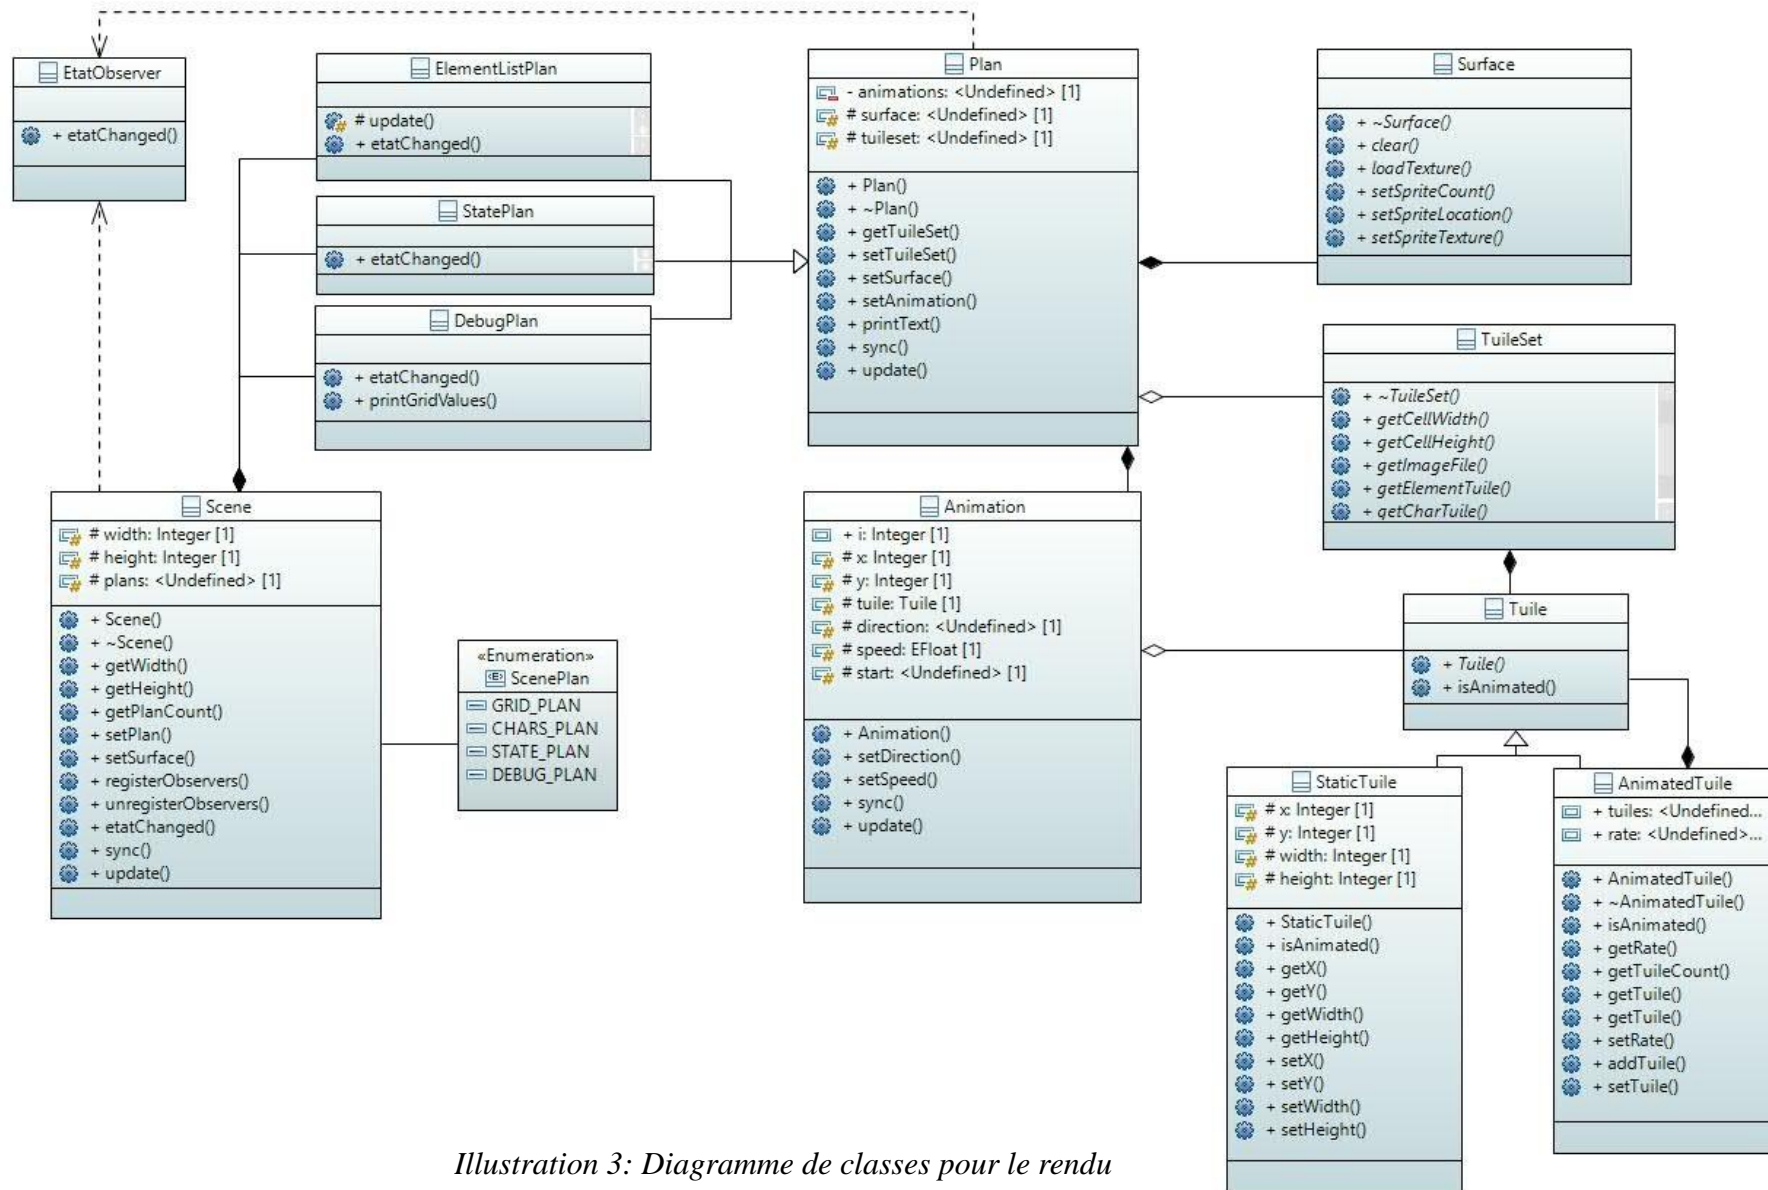 EtatObserver
+ etatChanged()
ElementListPlan
# update()
+ etatChanged()
StatePlan
+ etatChanged()
DebugPlan
+ etatChanged()
+ printGridValues()
Plan
- animations: <Undefined> [1]
# surface: <Undefined> [1]
# tuileset: <Undefined> [1]
+ Plan()
+ ~Plan()
+ getTuileSet()
+ setTuileSet()
+ setSurface()
+ setAnimation()
+ printText()
+ sync()
+ update()
Surface
+ ~Surface()
+ clear()
+ loadTexture()
+ setSpriteCount()
+ setSpriteLocation()
+ setSpriteTexture()
TuileSet
+ ~TuileSet()
+ getCellWidth()
+ getCellHeight()
+ getImageFile()
+ getElementTuile()
+ getCharTuile()
Scene
# width: Integer [1]
# height: Integer [1]
# plans: <Undefined> [1]
+ Scene()
+ ~Scene()
+ getWidth()
+ getHeight()
+ getPlanCount()
+ setPlan()
+ setSurface()
+ registerObservers()
+ unregisterObservers()
+ etatChanged()
+ sync()
+ update()
«Enumeration»
ScenePlan
GRID_PLAN
CHARS_PLAN
STATE_PLAN
DEBUG_PLAN
Animation
+ i: Integer [1]
# x: Integer [1]
# y: Integer [1]
# tuile: Tuile [1]
# direction: <Undefined> [1]
# speed: EFloat [1]
# start: <Undefined> [1]
+ Animation()
+ setDirection()
+ setSpeed()
+ sync()
+ update()
Tuile
+ Tuile()
+ isAnimated()
StaticTuile
# x: Integer [1]
# y: Integer [1]
# width: Integer [1]
# height: Integer [1]
+ StaticTuile()
+ isAnimated()
+ getX()
+ getY()
+ getWidth()
+ getHeight()
+ setX()
+ setY()
+ setWidth()
+ setHeight()
AnimatedTuile
+ tuiles: <Undefined...
+ rate: <Undefined>...
+ AnimatedTuile()
+ ~AnimatedTuile()
+ isAnimated()
+ getRate()
+ getTuileCount()
+ getTuile()
+ getTuile()
+ setRate()
+ addTuile()
+ setTuile()
Illustration 3: Diagramme de classes pour le rendu